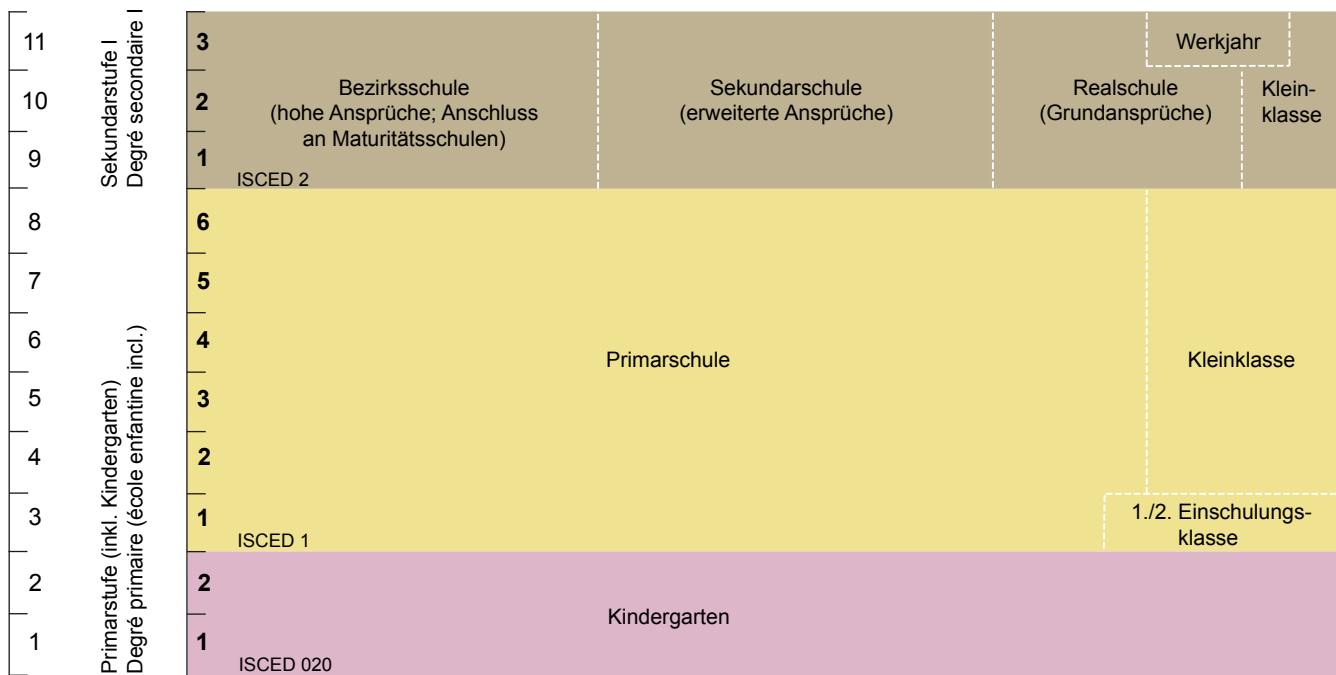 11
10
9
8
7
6
5
4
3
2
1
Sekundarstufe I
Degré secondaire I
Primarstufe (inkl. Kindergarten)
Degré primaire (école enfantine incl.)
3
2
1
Bezirksschule
(hohe Ansprüche; Anschluss
an Maturitätsschulen)
ISCED 2
Sekundarschule
(erweiterte Ansprüche)
Realschule
(Grundansprüche)
Werkjahr
Klein-
klasse
6
5
4
3
2
1
Primarschule
Kleinklasse
1./2. Einschulungs-
klasse
ISCED 1
2
1
Kindergarten
ISCED 020